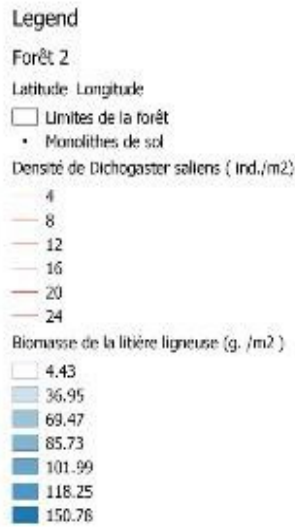 Legend
Forêt 2
Latitude Longitude
Limites de la forêt
Monolithes de sol
Densité de Dichogaster saliens ( ind./m2)
4
8
12
16
20
24
Biomasse de la litière ligneuse (g. /m2 )
4.43
36.95
69.47
85.73
101.99
118.25
150.78